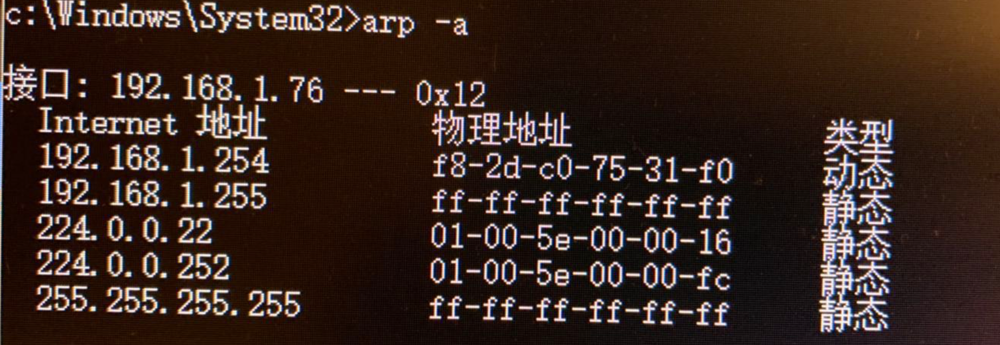 c:\Windows\System32>arp -a
接口: 192.168.1.76 --- 0x12
Internet 地址 物理地址 类型
192.168.1.254 f8-2d-c0-75-31-f0 动态
192.168.1.255 ff-ff-ff-ff-ff-ff 静态
224.0.0.22 01-00-5e-00-00-16 静态
224.0.0.252 01-00-5e-00-00-fc 静态
255.255.255.255 ff-ff-ff-ff-ff-ff 静态